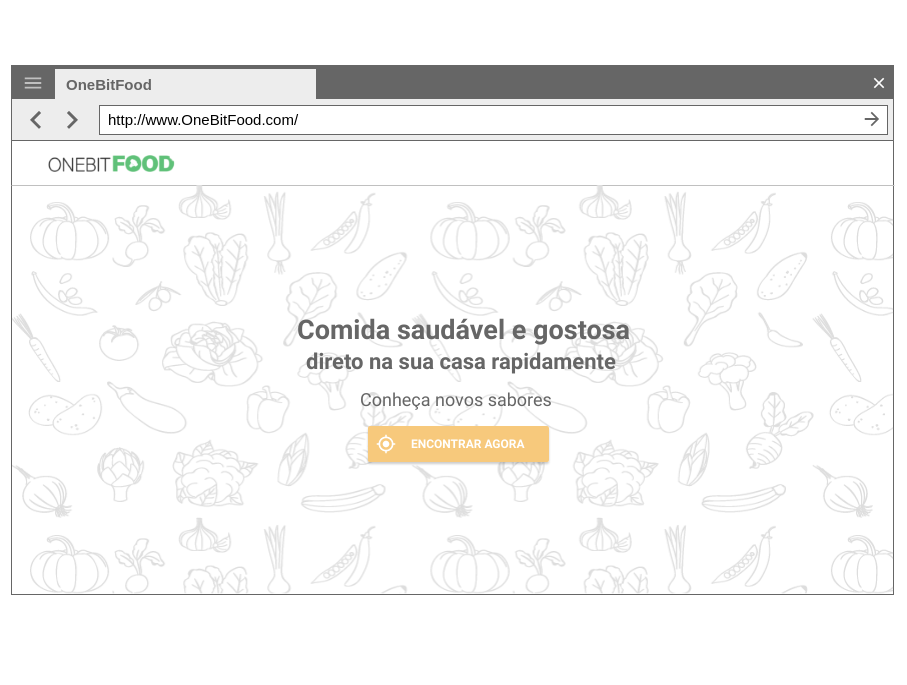 OneBitFood
http://www.OneBitFood.com/
ONEBITFOOD
Comida saudável e gostosa
direto na sua casa rapidamente
Conheça novos sabores
ENCONTRAR AGORA